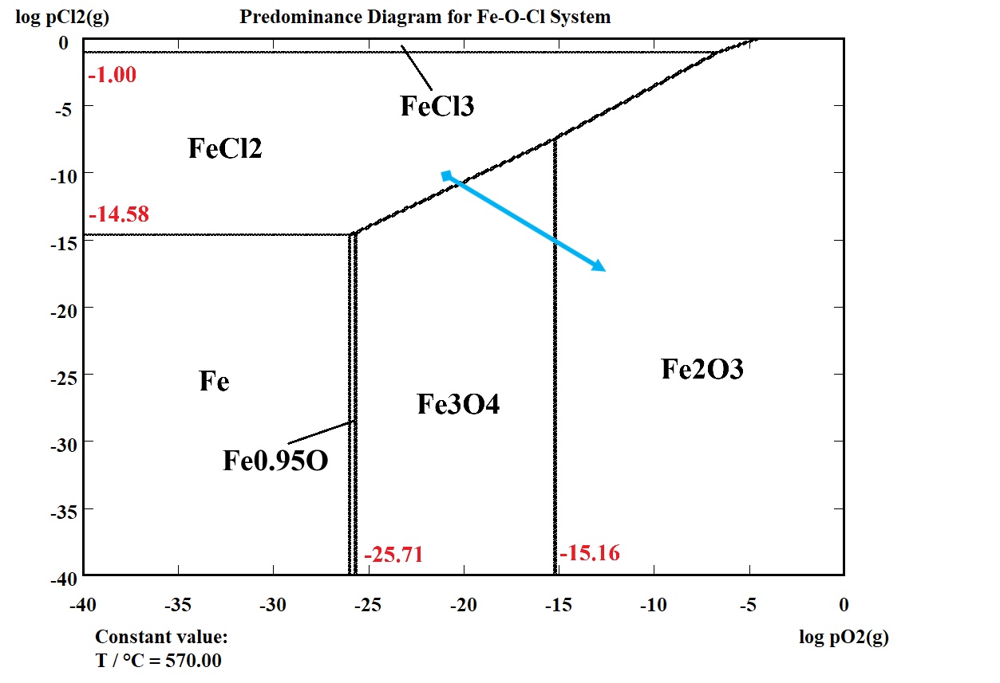 log pCl2(g)
Predominance Diagram for Fe-O-Cl System
0
-1.00
-5
FeCl3
FeCl2
-10
-14.58
-15
-20
Fe
Fe2O3
-25
Fe3O4
-30
Fe0.95O
-35
-25.71
-15.16
-40
-40
-35
-30
-25
-20
-15
-10
-5
0
Constant value:
log pO2(g)
T / °C = 570.00